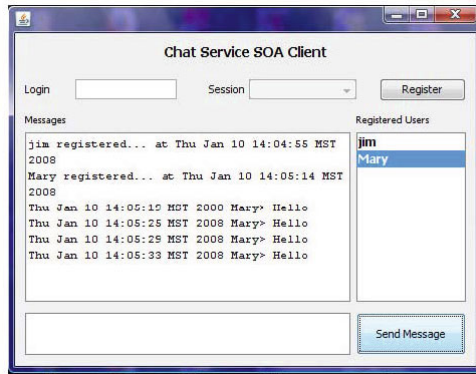 Chat Service SOA Client
Login
Session
Register
Messages
Registered Users
jim registered... at Thu Jan 10 14:04:55 MST
2008
Mary registered... at Thu Jan 10 14:05:14 MST
2008
Thu Jan 10 14:05:19 MST 2008 Mary> Hello
Thu Jan 10 14:05:25 MST 2008 Mary> Hello
Thu Jan 10 14:05:29 MST 2008 Mary> Hello
Thu Jan 10 14:05:33 MST 2008 Mary> Hello
jim
Mary
Send Message